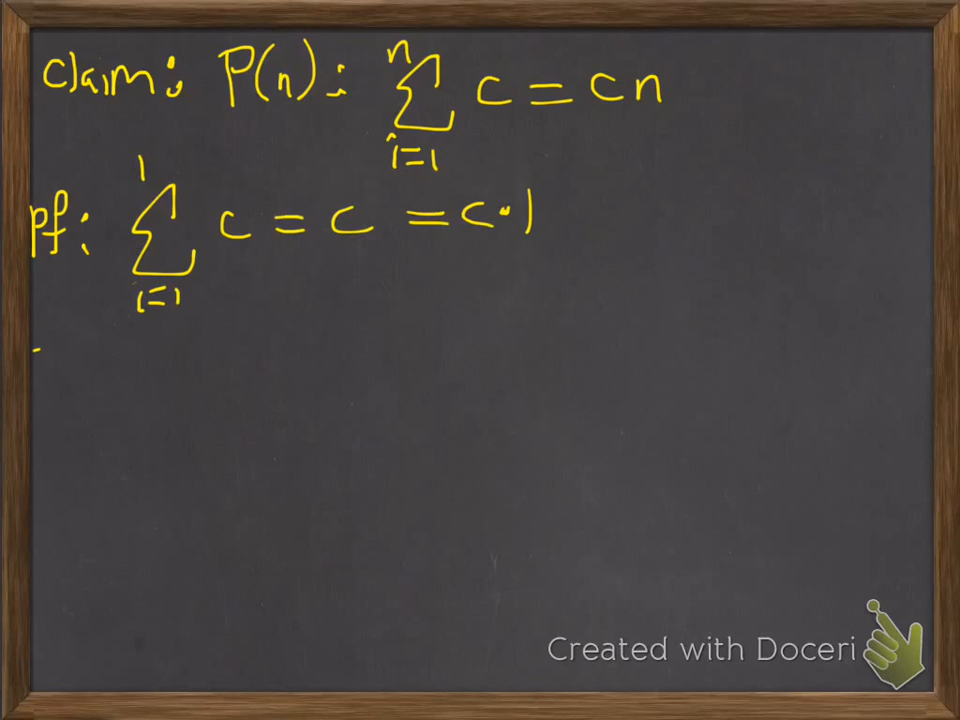 claim: P(n): n∑i=1 c = cn
pf: 1∑i=1 c = c = c·1
Created with Doceri